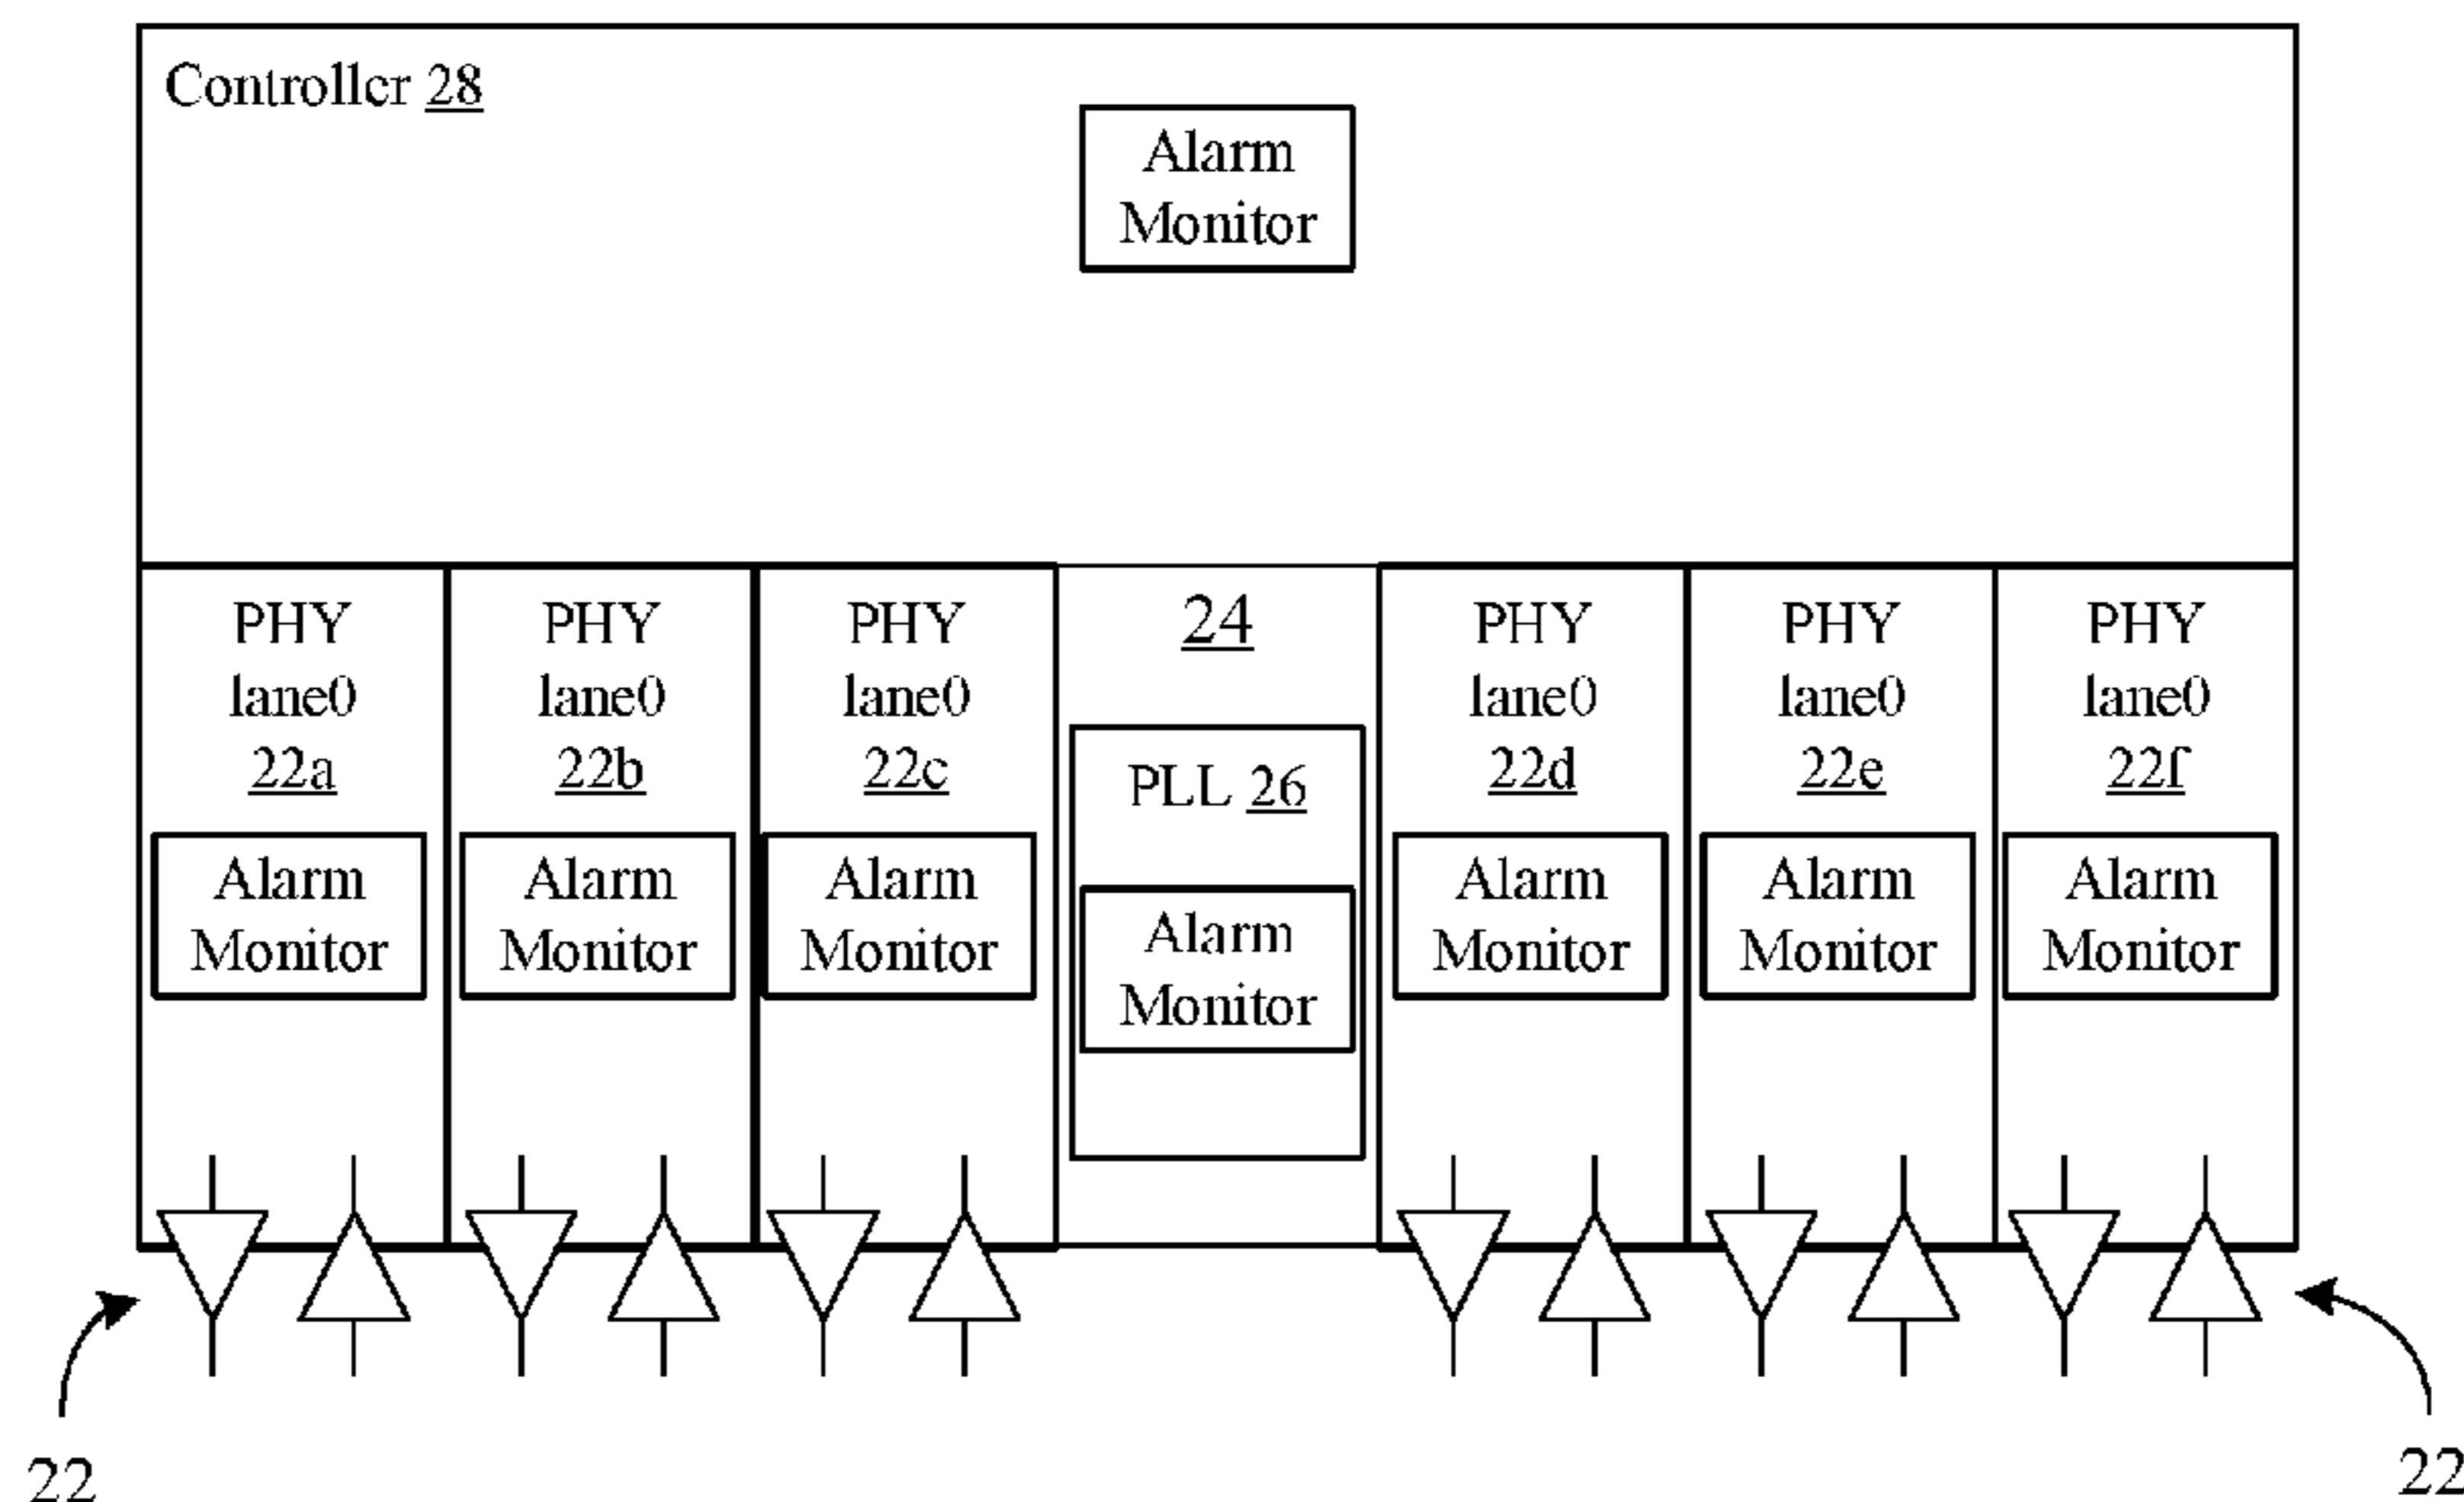 Controller 28
Alarm
Monitor
PHY
lane0
22a
Alarm
Monitor
PHY
lane0
22b
Alarm
Monitor
PHY
lane0
22c
Alarm
Monitor
24
PLL 26
Alarm
Monitor
PHY
lane0
22d
Alarm
Monitor
PHY
lane0
22e
Alarm
Monitor
PHY
lane0
22f
Alarm
Monitor
22
22